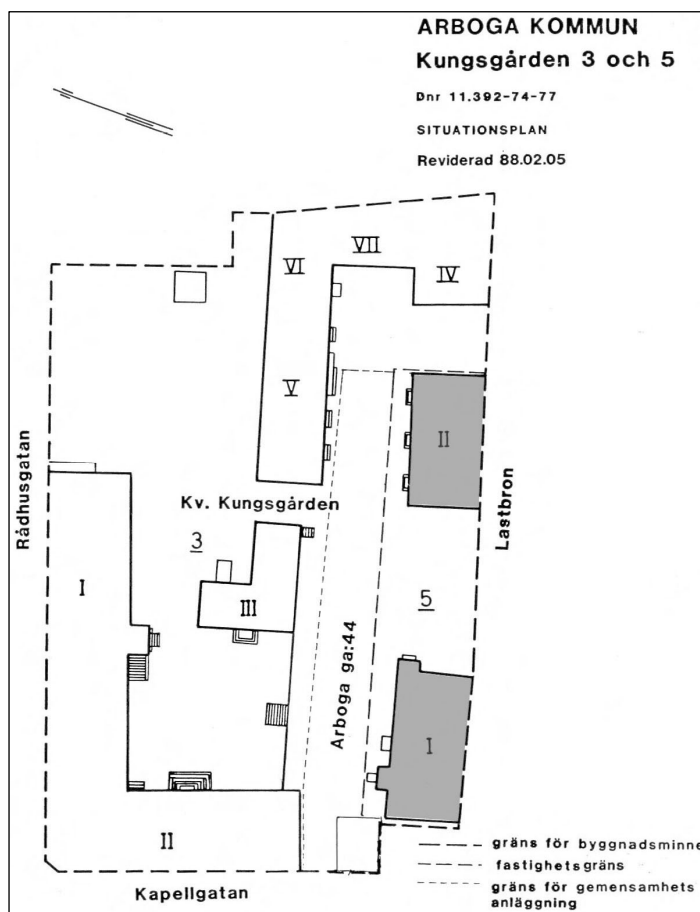 ARBOGA KOMMUN
Kungsgården 3 och 5
Dnr 11.392-74-77
SITUATIONSPLAN
Reviderad 88.02.05
VII
VI
IV
V
II
Kv. Kungsgården
Rådhusgatan
Lastbron
3
I
III
5
Arboga ga:44
I
II
Kapellgatan
gräns för byggnadsminne
fastighetsgräns
gräns för gemensamhets
anläggning